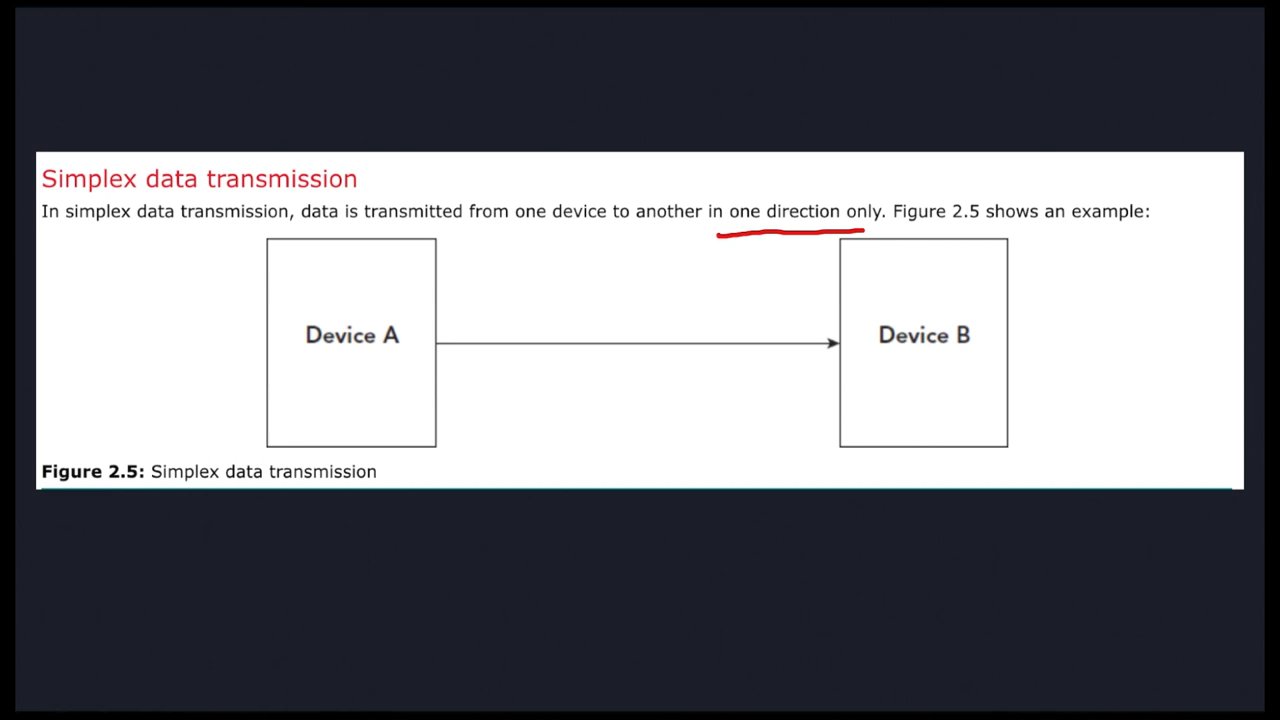 Simplex data transmission
In simplex data transmission, data is transmitted from one device to another in one direction only. Figure 2.5 shows an example:
Device A
Device B
Figure 2.5: Simplex data transmission